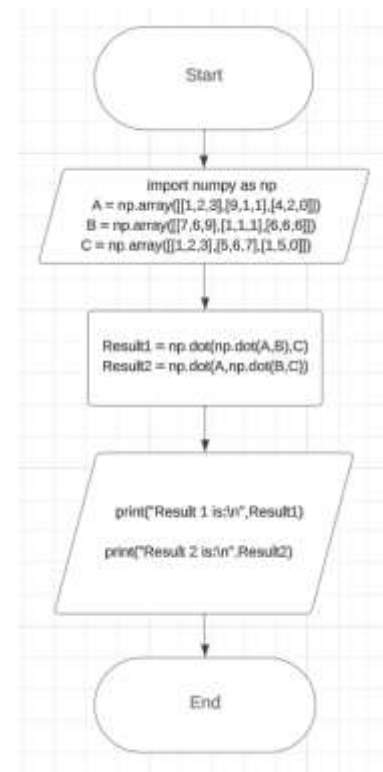 Start
import numpy as np
A = np.array([[1,2,3],[9,1,1],[4,2,0]])
B = np.array([[7,6,9],[1,1,1],[6,6,6]])
C = np.array([[1,2,3],[5,6,7],[1,5,0]])
Result1 = np.dot(np.dot(A,B),C)
Result2 = np.dot(A,np.dot(B,C))
print("Result 1 is:\n",Result1)
print("Result 2 is:\n",Result2)
End